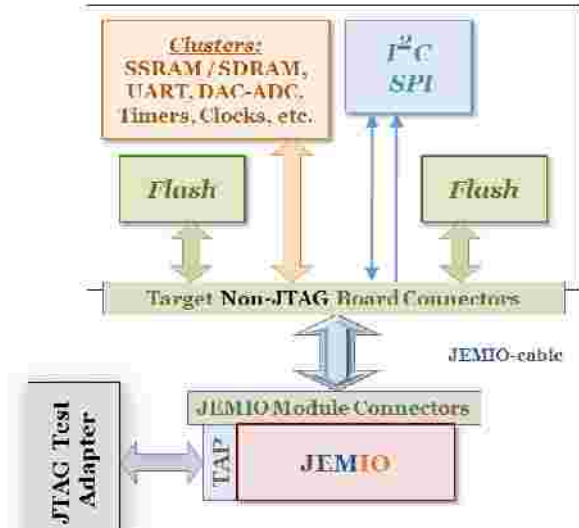 Clusters:
SSRAM / SDRAM,
UART, DAC-ADC,
Timers, Clocks, etc.
I²C
SPI
Flash
Flash
Target Non-JTAG Board Connectors
JEMIO-cable
JEMIO Module Connectors
JTAG Test
Adapter
TAP
JEMIO